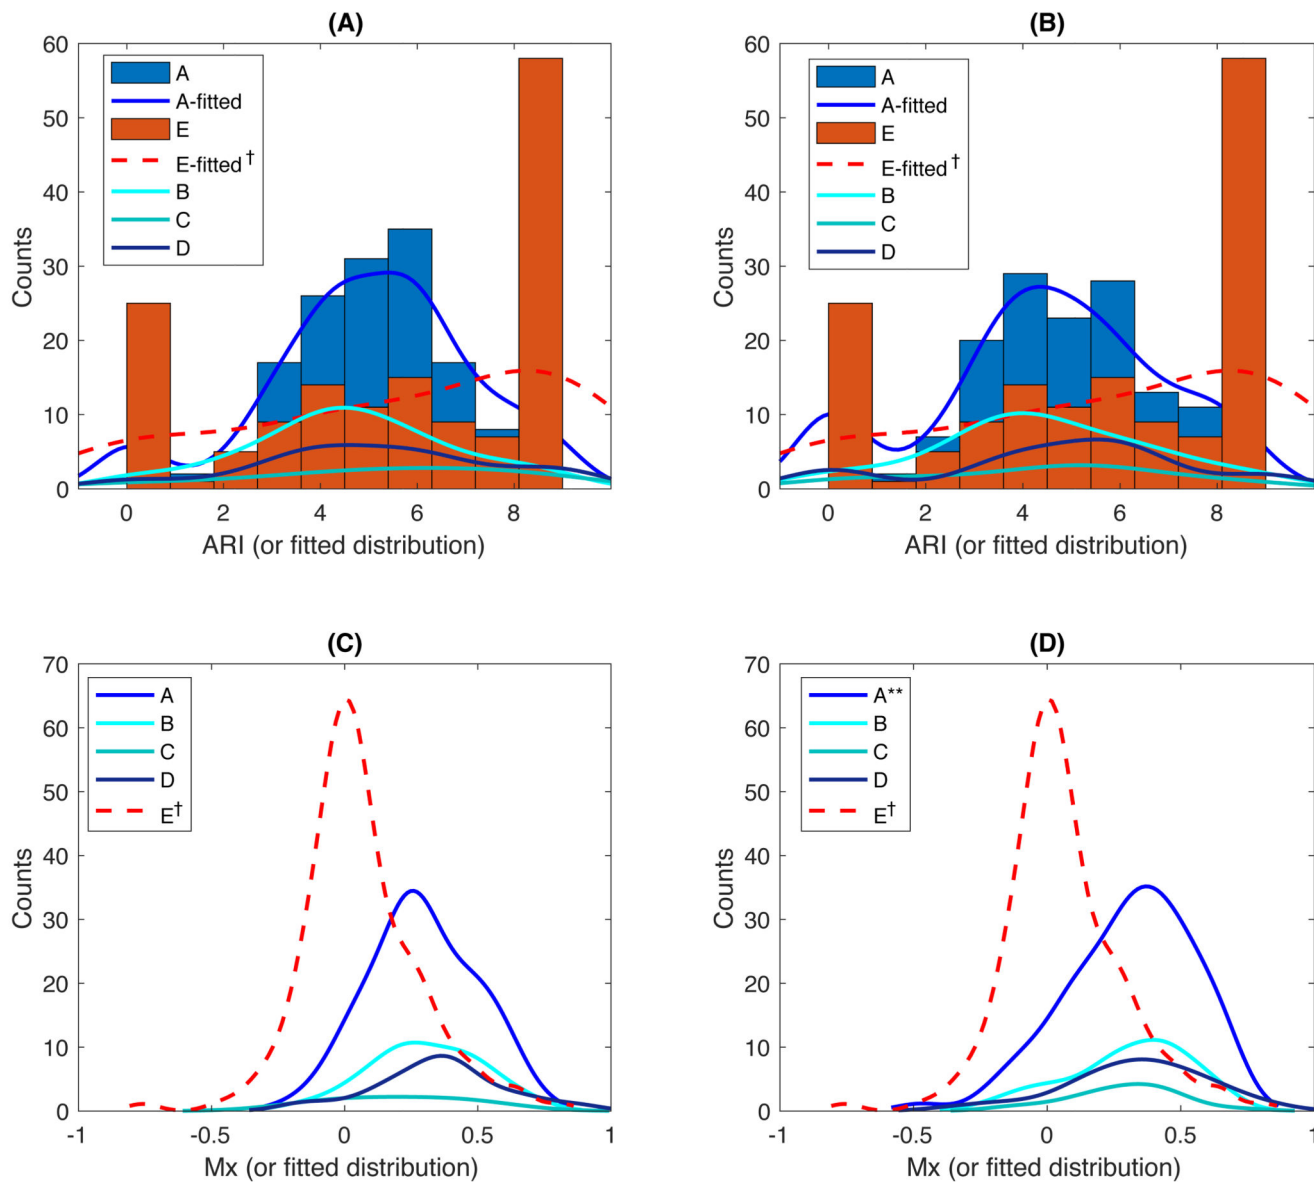 (A)
60
50
40
30
20
10
0
Counts
A
A-fitted
E
E-fitted†
B
C
D
0 2 4 6 8
ARI (or fitted distribution)
(B)
60
50
40
30
20
10
0
Counts
A
A-fitted
E
E-fitted†
B
C
D
0 2 4 6 8
ARI (or fitted distribution)
(C)
70
60
50
40
30
20
10
0
Counts
A
B
C
D
E†
-1 -0.5 0 0.5 1
Mx (or fitted distribution)
(D)
70
60
50
40
30
20
10
0
Counts
A**
B
C
D
E†
-1 -0.5 0 0.5 1
Mx (or fitted distribution)